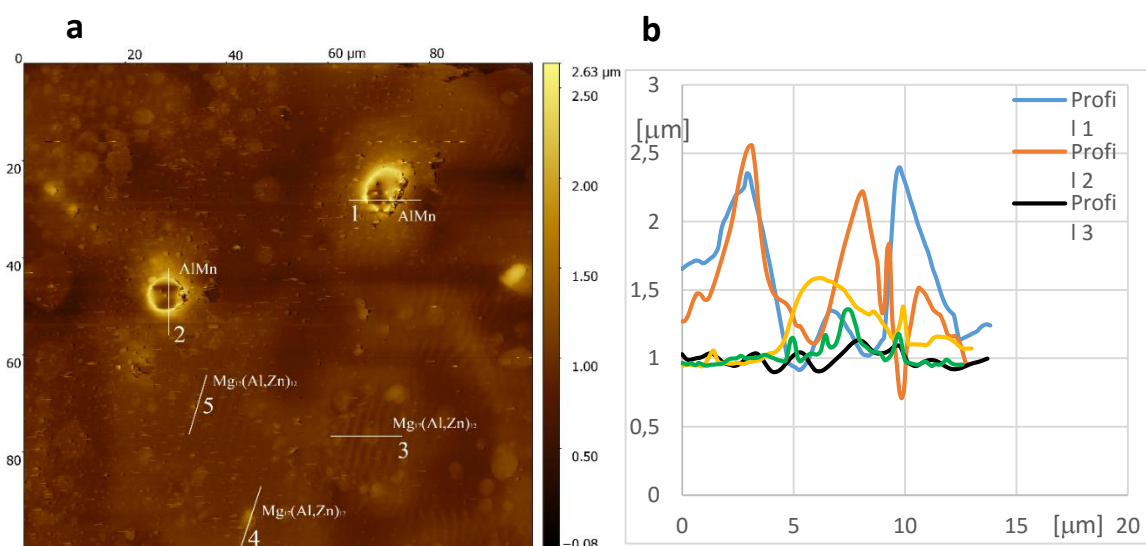 a
0 20 40 60 μm 80
2.63 μm
2.50
20
2.00
1
AlMn
40
AlMn
1.50
2
60
1.00
Mg₁₇(Al,Zn)₁₂
5
Mg₁₇(Al,Zn)₁₂
3
80
0.50
Mg₁₇(Al,Zn)₁₂
4
−0.08
b
3
[μm]
2,5
2
1,5
1
0,5
0
0 5 10 15 [μm] 20
Profi
l 1
Profi
l 2
Profi
l 3